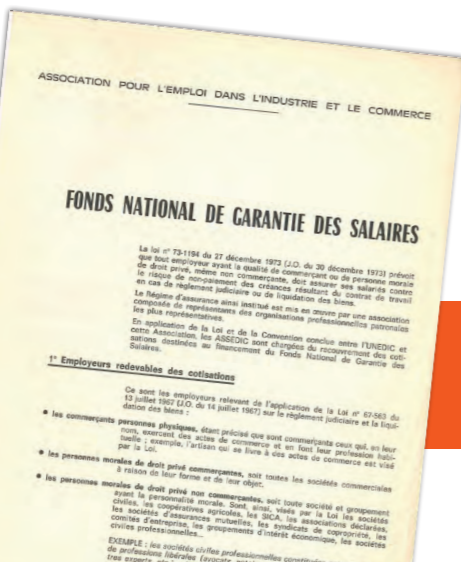 ASSOCIATION POUR L'EMPLOI DANS L'INDUSTRIE ET LE COMMERCE
FONDS NATIONAL DE GARANTIE DES SALAIRES
La loi n° 73-1194 du 27 décembre 1973 (J.O. du 30 décembre 1973) prévoit
que tout employeur ayant la qualité de commerçant ou de personne morale
de droit privé, même non commerçante, doit assurer ses salariés contre
le risque de non-paiement des créances résultant du contrat de travail
en cas de règlement judiciaire ou de liquidation des biens.
Le Régime d'assurance ainsi institué est mis en œuvre par une association
composée de représentants des organisations professionnelles patronales
les plus représentatives.
En application de la Loi et de la Convention conclue entre l'UNEDIC et
cette Association, les ASSEDIC sont chargées du recouvrement des coti-
sations destinées au financement du Fonds National de Garantie des
Salaires.
1° Employeurs redevables des cotisations
Ce sont les employeurs relevant de l'application de la Loi n° 67-563 du
13 juillet 1967 (J.O. du 14 juillet 1967) sur le règlement judiciaire et la liqui-
dation des biens :
• les commerçants personnes physiques, étant précisé que sont commerçants ceux qui, en leur
nom, exercent des actes de commerce et en font leur profession habi-
tuelle ; exemple, l'artisan qui se livre à des actes de commerce est visé
par la Loi.
• les personnes morales de droit privé commerçantes, soit toutes les sociétés commerciales
à raison de leur forme et de leur objet.
• les personnes morales de droit privé non commerçantes, soit toute société et groupement
ayant la personnalité morale. Sont, ainsi, visés par la Loi les sociétés
civiles, les coopératives agricoles, les SICA, les associations déclarées,
les sociétés d'assurances mutuelles, les syndicats de copropriété, les
comités d'entreprise, les groupements d'intérêt économique, les sociétés
civiles professionnelles...
EXEMPLE : les sociétés civiles professionnelles constituées
de professions libérales (avocats,